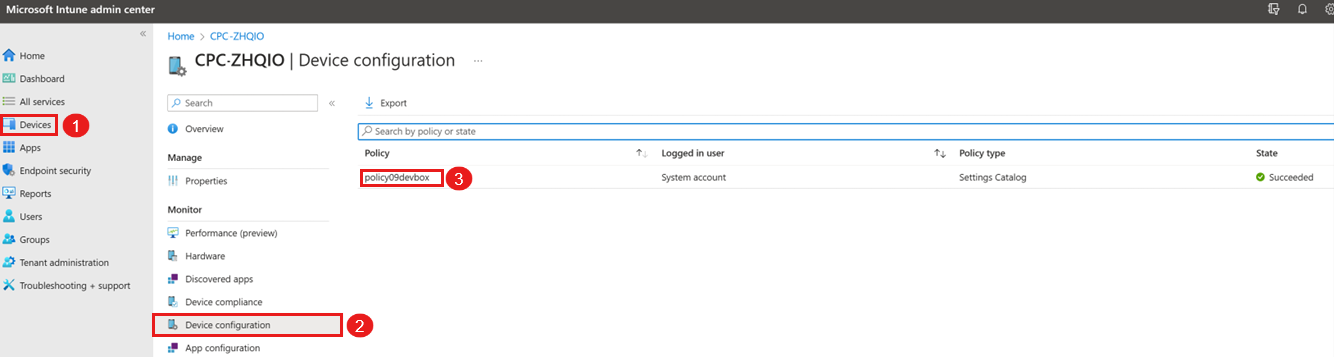 Microsoft Intune admin center
«
Home
Dashboard
All services
Devices
1
Apps
Endpoint security
Reports
Users
Groups
Tenant administration
Troubleshooting + support
Home > CPC-ZHQIO
CPC-ZHQIO | Device configuration ...
Search «
Overview
Manage
Properties
Monitor
Performance (preview)
Hardware
Discovered apps
Device compliance
Device configuration 2
App configuration
Export
Search by policy or state
Policy ↑↓ Logged in user ↑↓ Policy type State
policy09devbox 3 System account Settings Catalog Succeeded